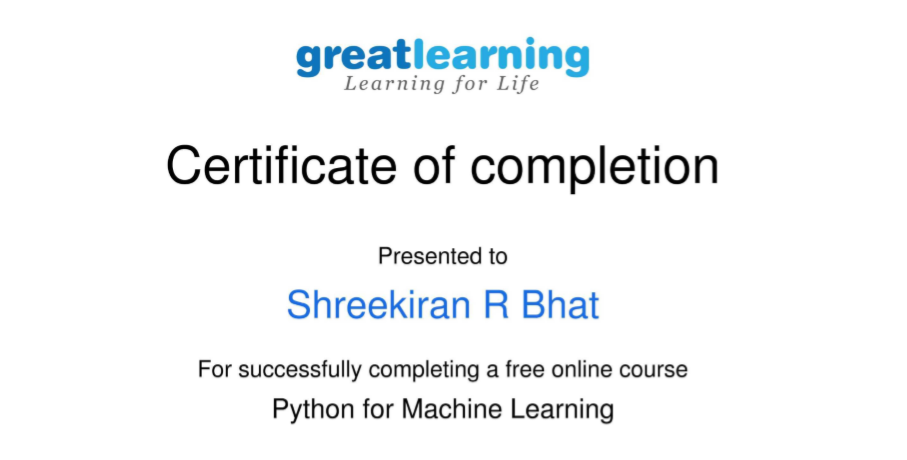 greatlearning
Learning for Life
Certificate of completion
Presented to
Shreekiran R Bhat
For successfully completing a free online course
Python for Machine Learning